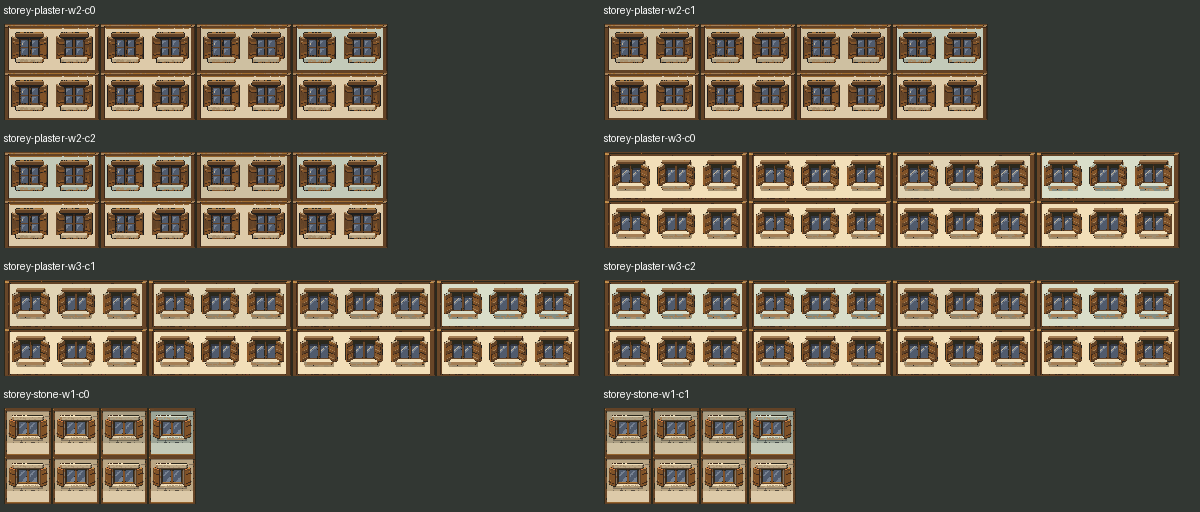 storey-plaster-w2-c0
storey-plaster-w2-c1
storey-plaster-w2-c2
storey-plaster-w3-c0
storey-plaster-w3-c1
storey-plaster-w3-c2
storey-stone-w1-c0
storey-stone-w1-c1